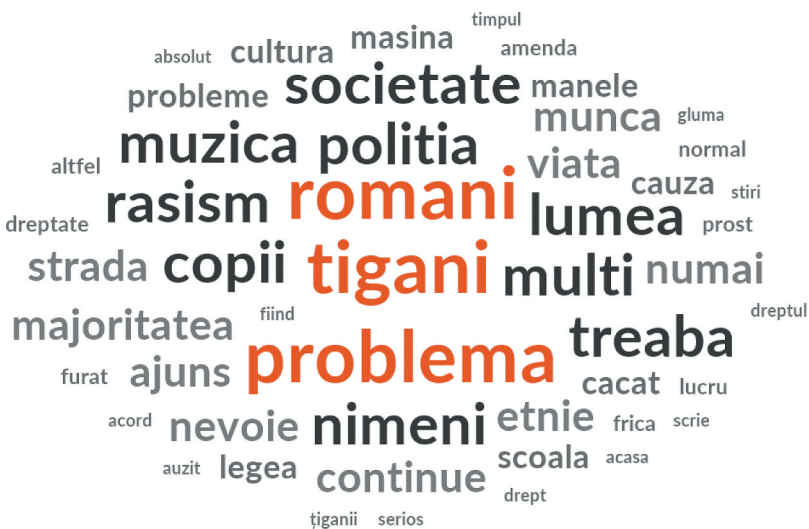 timpul
absolut cultura masina amenda
probleme societate manele
muzica politia munca gluma
altfel viata normal
rasism romani cauza stiri
dreptate lumea prost
strada copii tigani multi numai
majoritatea fiind dreptul
treaba
furat ajuns problema cacat lucru
acord nevoie nimeni etnie frica scrie
auzit legea continue scoala acasa
drept
țiganii serios